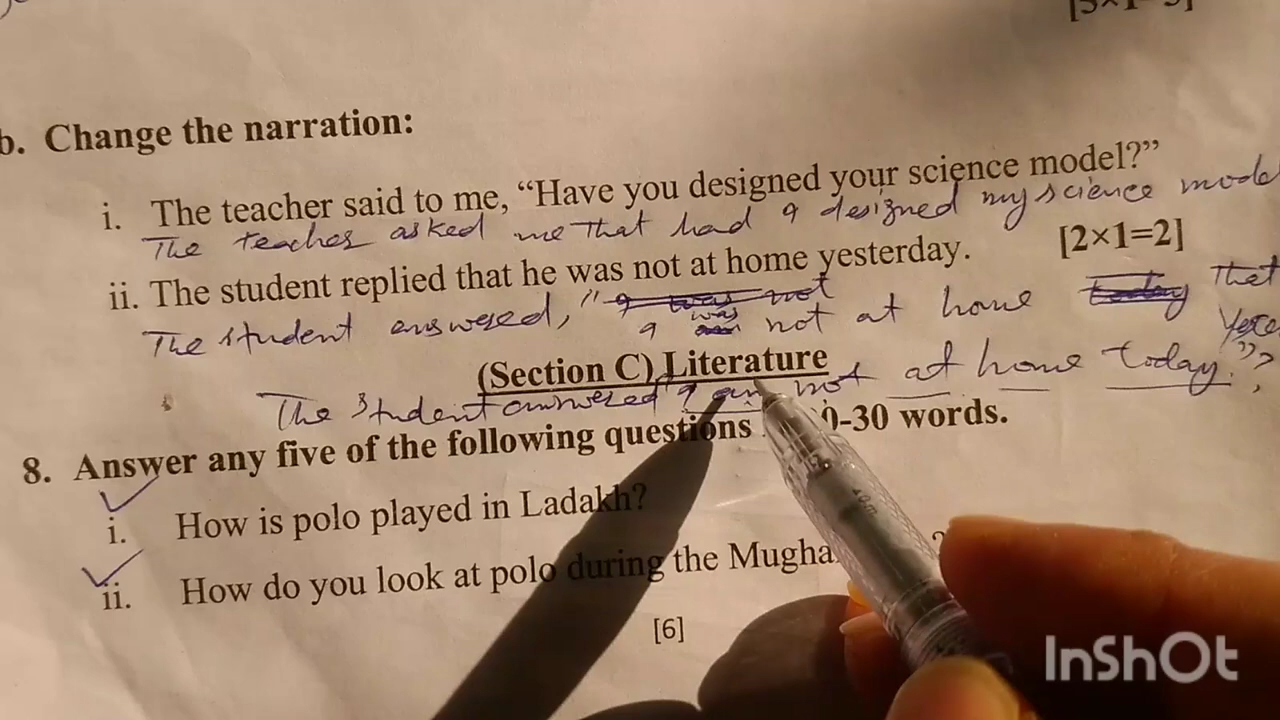 [5×1=5]
b. Change the narration:
i. The teacher said to me, “Have you designed your science model?”
The teacher asked me that had I designed my science model
[2×1=2]
ii. The student replied that he was not at home yesterday.
The student answered, " I was not at home today That
(Section C) Literature
The student answered " I am not at home today."?
8. Answer any five of the following questions 0-30 words.
i. How is polo played in Ladakh?
ii. How do you look at polo during the Mugha
[6]
InShOt